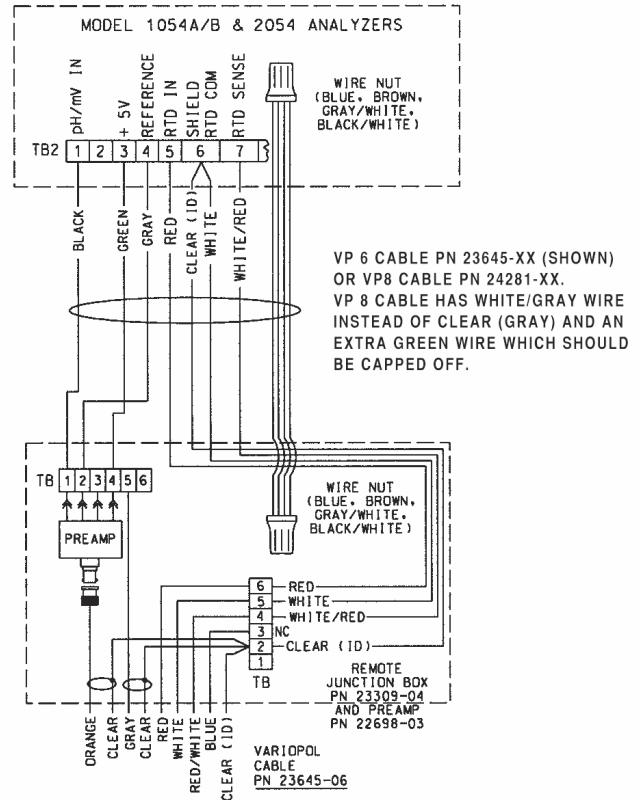 MODEL 1054A/B & 2054 ANALYZERS
pH/mV IN
+ 5V
REFERENCE
RTD IN
SHIELD
RTD COM
RTD SENSE
WIRE NUT
(BLUE, BROWN,
GRAY/WHITE,
BLACK/WHITE)
TB2 1 2 3 4 5 6 7
BLACK
GREEN
GRAY
RED
CLEAR (ID)
WHITE
WHITE/RED
VP 6 CABLE PN 23645-XX (SHOWN)
OR VP8 CABLE PN 24281-XX.
VP 8 CABLE HAS WHITE/GRAY WIRE
INSTEAD OF CLEAR (GRAY) AND AN
EXTRA GREEN WIRE WHICH SHOULD
BE CAPPED OFF.
TB 1 2 3 4 5 6
PREAMP
WIRE NUT
(BLUE, BROWN,
GRAY/WHITE,
BLACK/WHITE)
6 RED
5 WHITE
4 WHITE/RED
3 NC
2 CLEAR (ID)
1
TB
REMOTE
JUNCTION BOX
PN 23309-04
AND PREAMP
PN 22698-03
ORANGE
CLEAR
GRAY
CLEAR
RED
WHITE
RED/WHITE
BLUE
CLEAR (ID)
VARIOPOL
CABLE
PN 23645-06